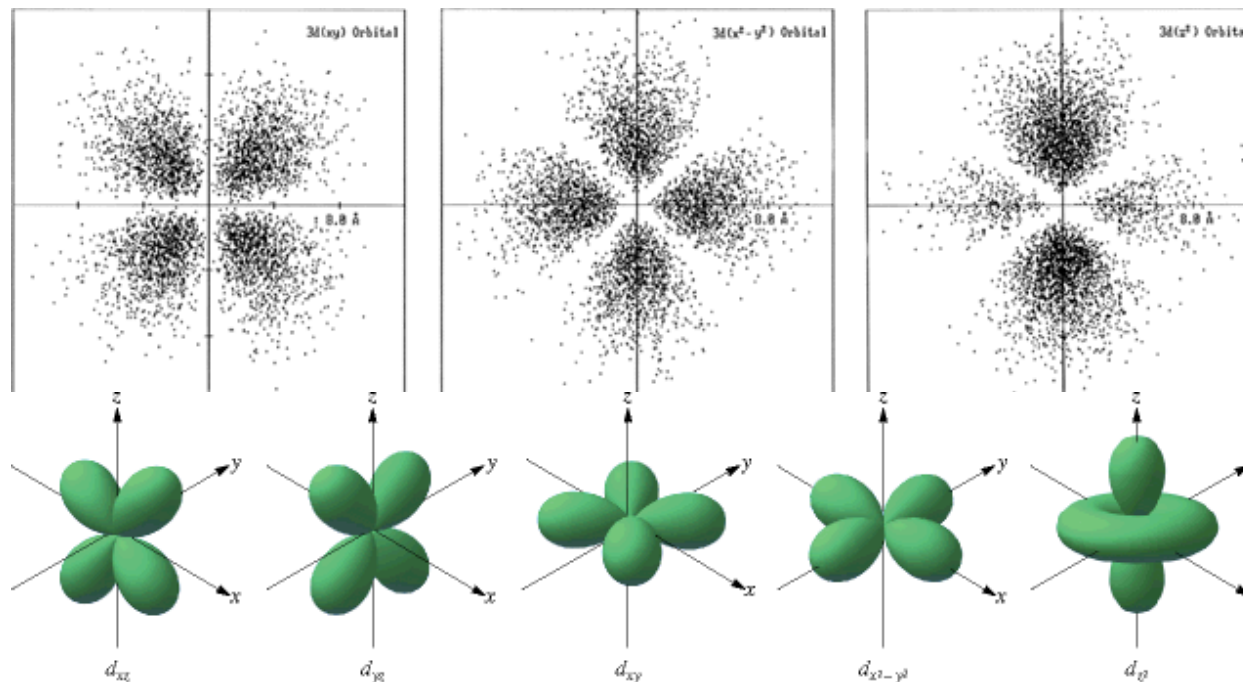 3d(xy) Orbital
3d(x²-y²) Orbital
3d(z²) Orbita
8.0 Å
8.0 Å
8.0 Å
z
z
z
z
z
y
y
y
y
x
x
x
x
d_xz
d_yz
d_xy
d_x²-y²
d_z²